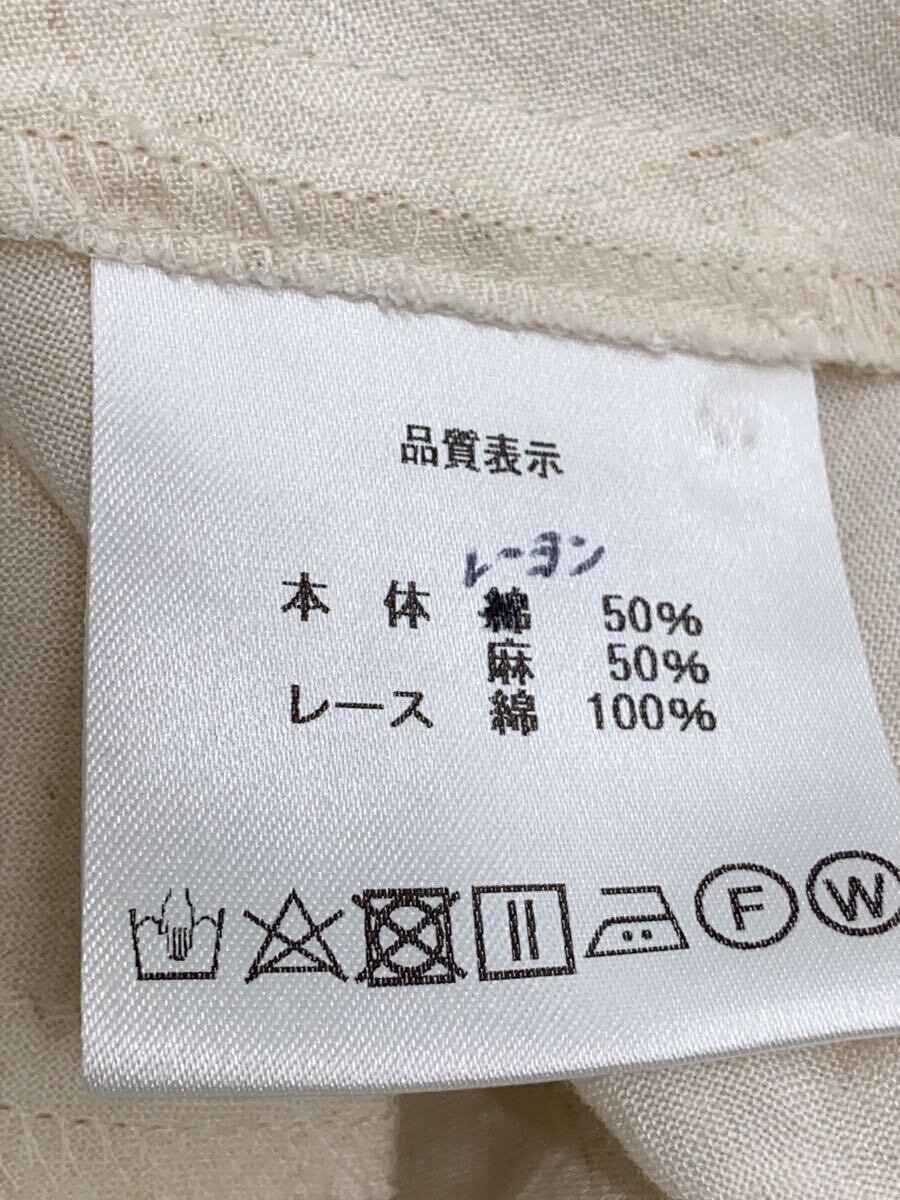 品質表示
レーヨン
本体 綿 50%
麻 50%
レース 綿 100%
F W